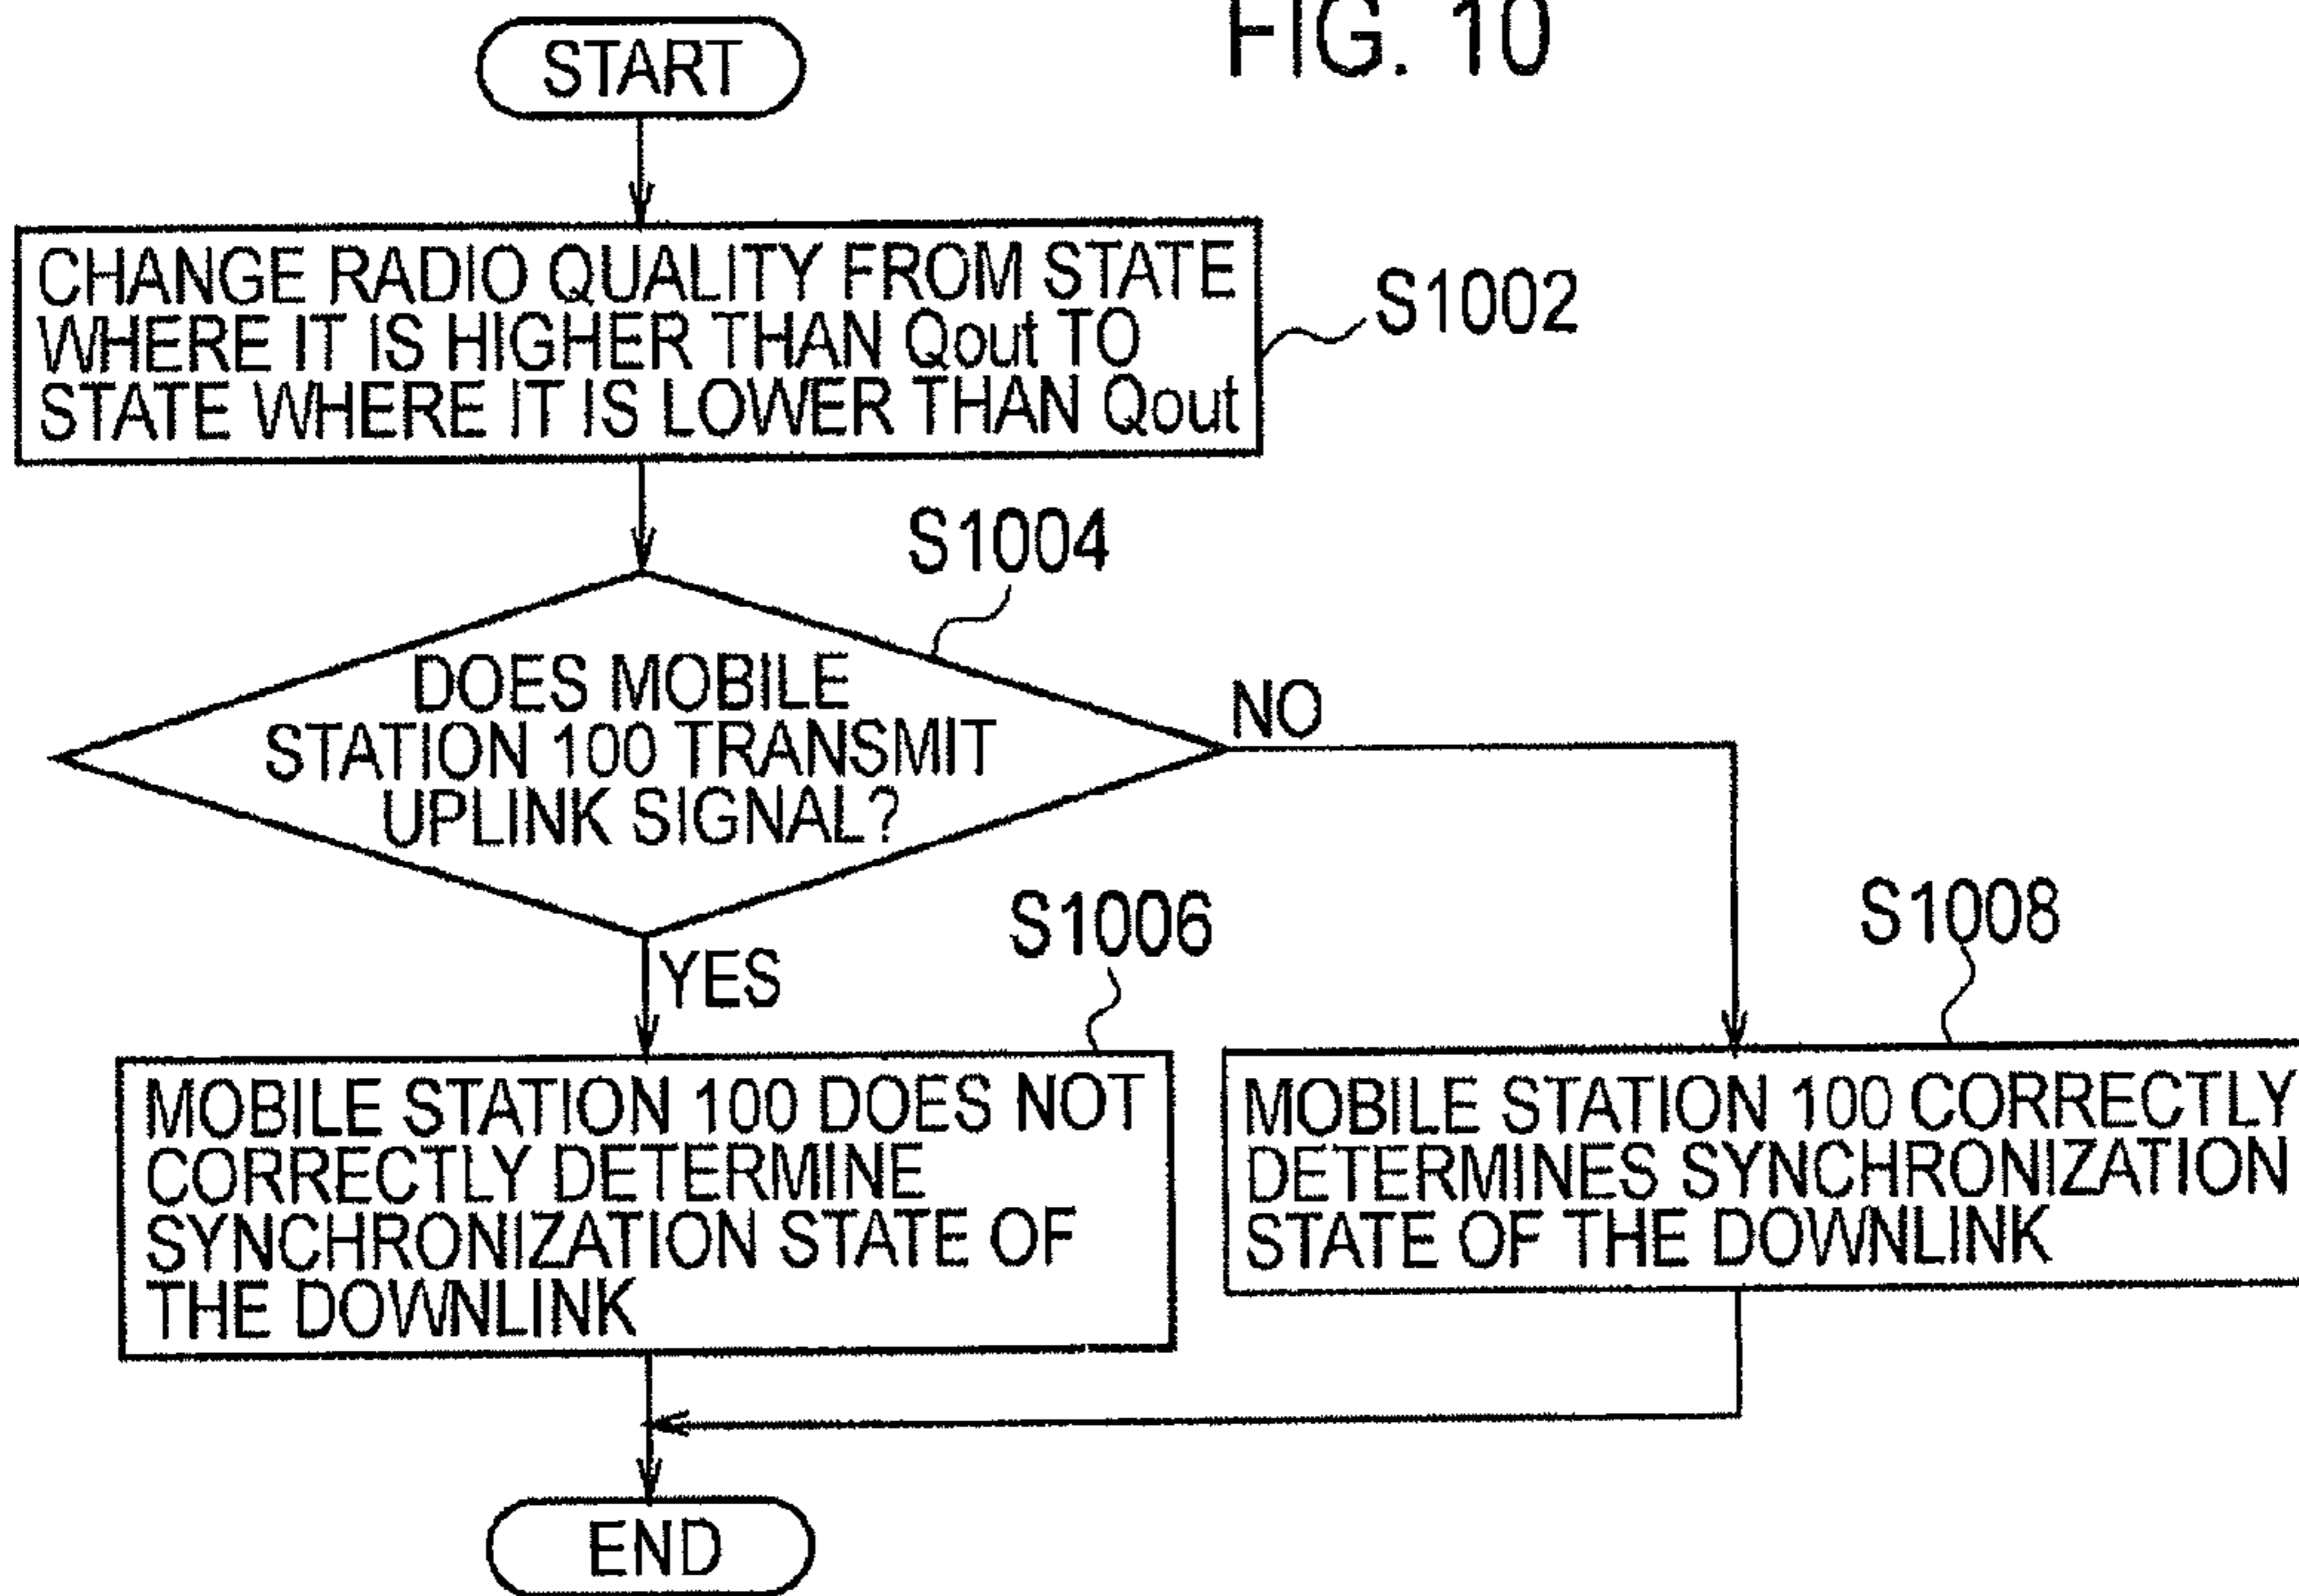 FIG. 10
START
CHANGE RADIO QUALITY FROM STATE
WHERE IT IS HIGHER THAN Qout TO
STATE WHERE IT IS LOWER THAN Qout
S1002
S1004
DOES MOBILE
STATION 100 TRANSMIT
UPLINK SIGNAL?
NO
YES
S1006
MOBILE STATION 100 DOES NOT
CORRECTLY DETERMINE
SYNCHRONIZATION STATE OF
THE DOWNLINK
S1008
MOBILE STATION 100 CORRECTLY
DETERMINES SYNCHRONIZATION
STATE OF THE DOWNLINK
END